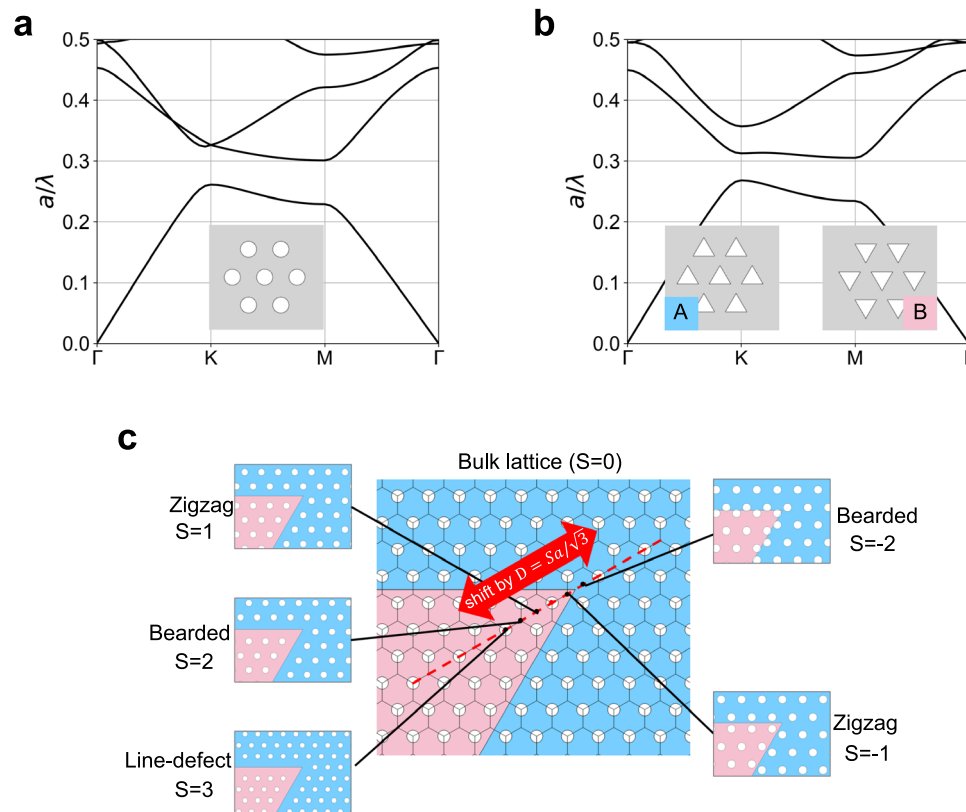 a
b
0.5
0.4
0.3
0.2
0.1
0.0
a/λ
Γ
K
M
Γ
0.5
0.4
0.3
0.2
0.1
0.0
a/λ
A
B
Γ
K
M
c
Bulk lattice (S=0)
Zigzag
S=1
Bearded
S=2
Line-defect
S=3
shift by D = Sa/√3
Bearded
S=-2
Zigzag
S=-1